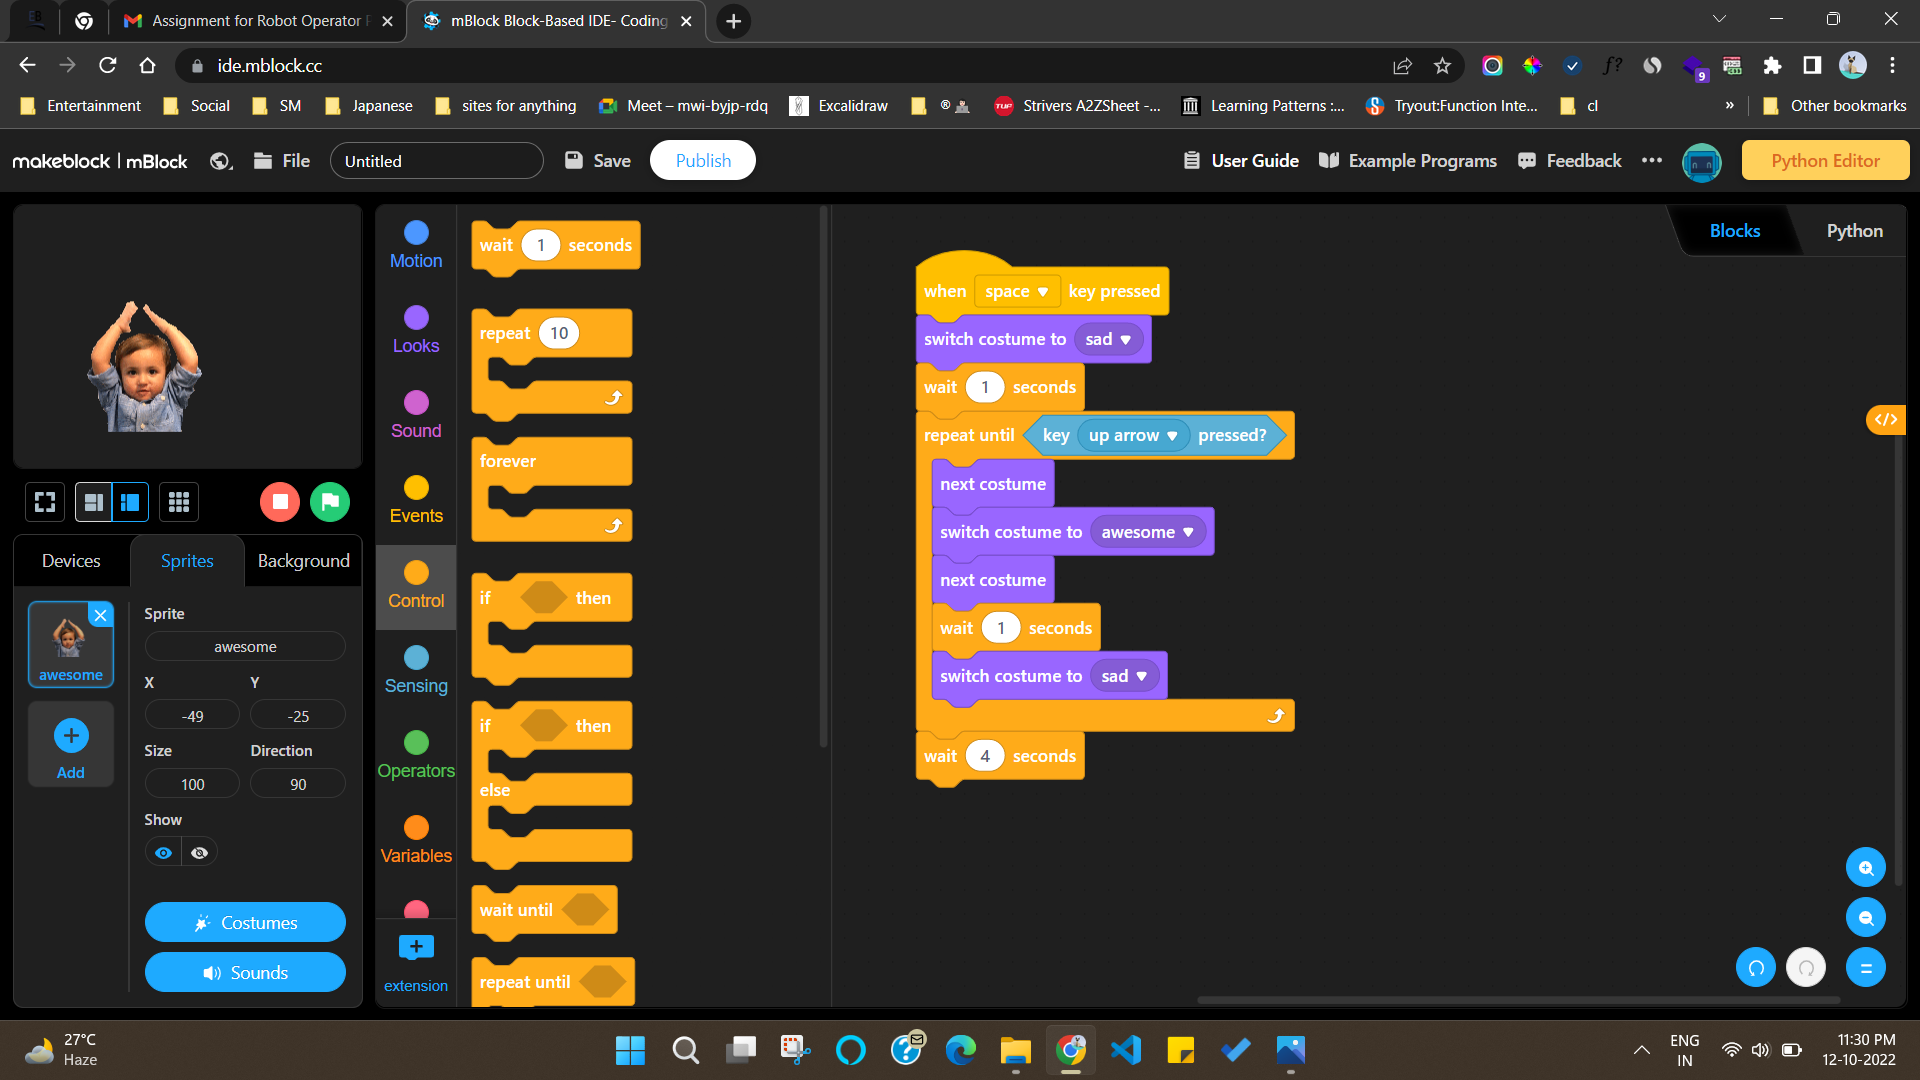 Assignment for Robot Operator
mBlock Block-Based IDE- Coding
ide.mblock.cc
9
Entertainment
Social
SM
Japanese
sites for anything
Meet – mwi-byjp-rdq
Excalidraw
Strivers A2ZSheet -...
Learning Patterns :...
Tryout:Function Inte...
cl
»
Other bookmarks
makeblock | mBlock
File
Untitled
Save
Publish
User Guide
Example Programs
Feedback
Python Editor
Motion
Looks
Sound
Events
Control
Sensing
Operators
Variables
extension
wait 1 seconds
repeat 10
forever
if then
if then
else
wait until
repeat until
Blocks
Python
when space key pressed
switch costume to sad
wait 1 seconds
repeat until key up arrow pressed?
next costume
switch costume to awesome
next costume
wait 1 seconds
switch costume to sad
wait 4 seconds
</>
Devices
Sprites
Background
awesome
Add
Sprite
awesome
X Y
-49 -25
Size Direction
100 90
Show
Costumes
Sounds
27°C
Haze
ENG
IN
11:30 PM
12-10-2022